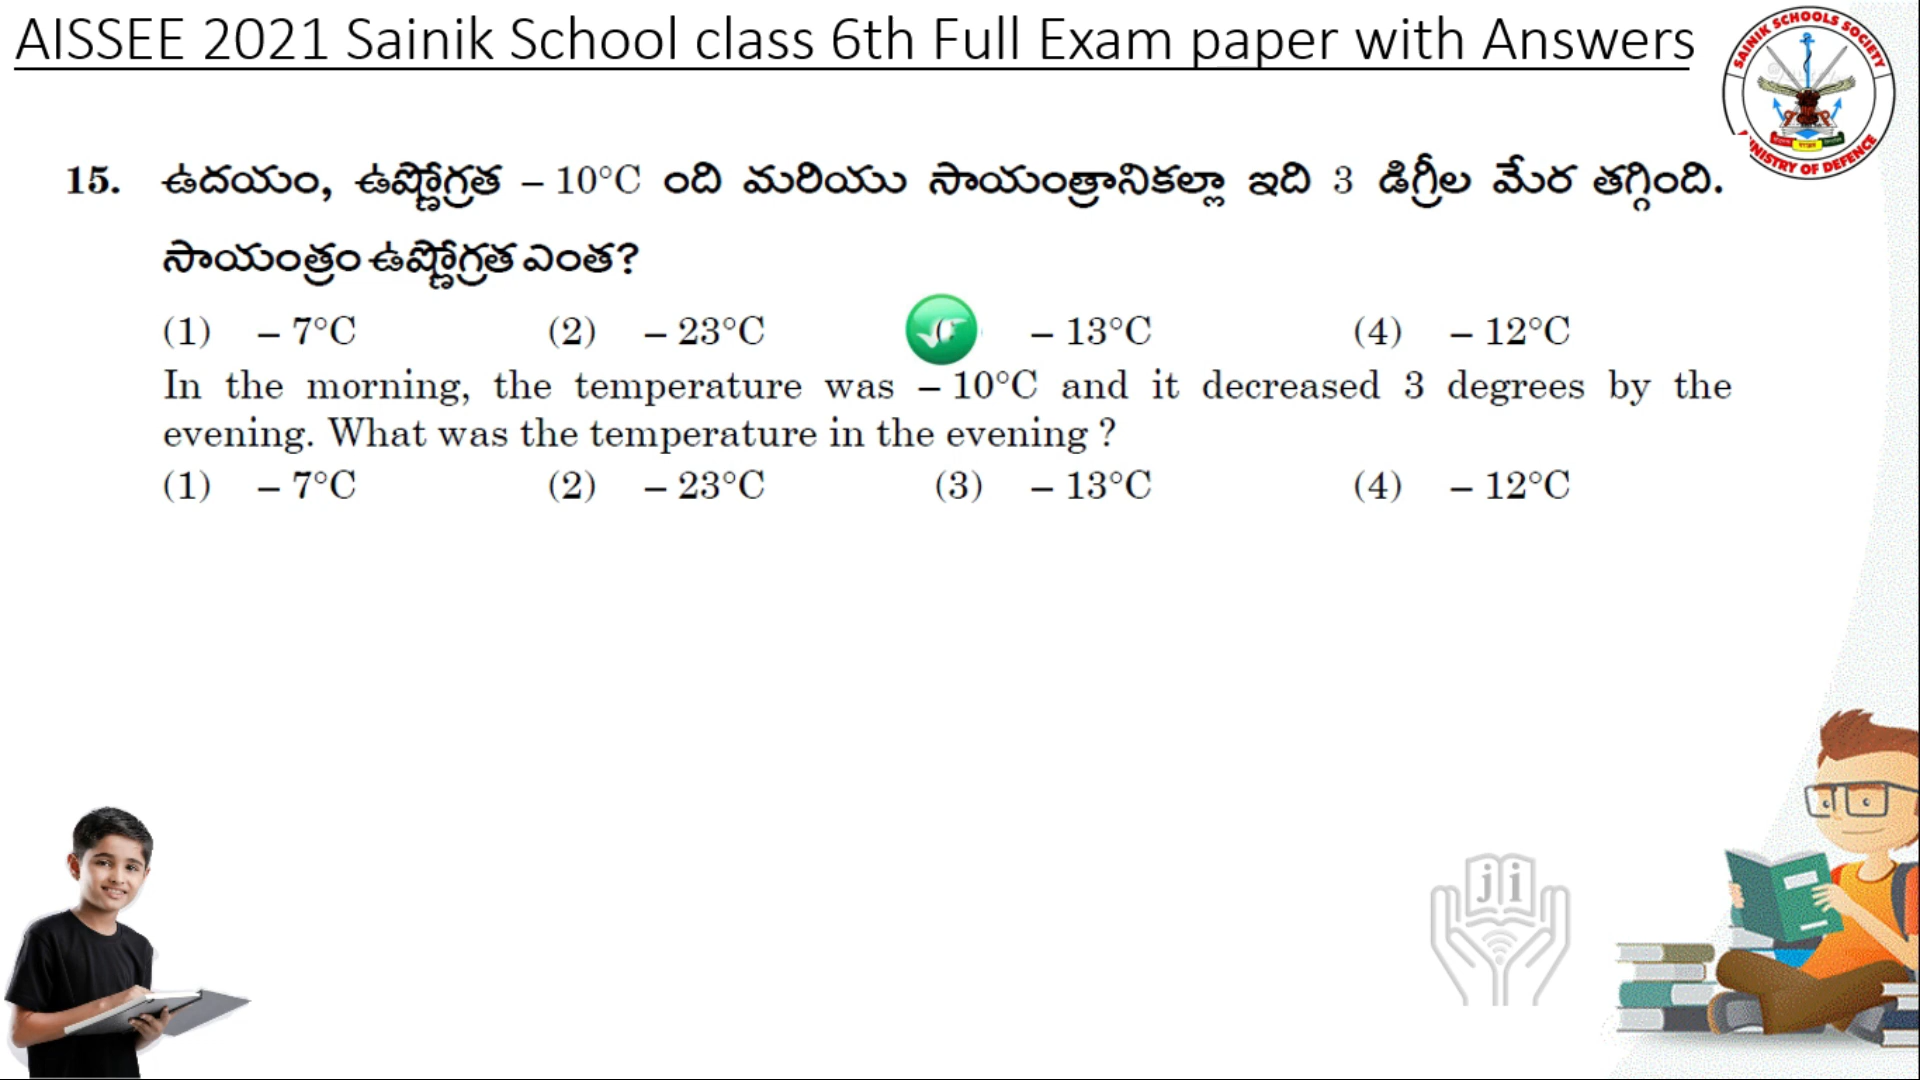 AISSEE 2021 Sainik School class 6th Full Exam paper with Answers
SAINIK SCHOOLS SOCIETY
MINISTRY OF DEFENCE
15. ఉదయం, ఉష్ణోగ్రత – 10°C ంది మరియు సాయంత్రానికల్లా ఇది 3 డిగ్రీల మేర తగ్గింది.
సాయంత్రం ఉష్ణోగ్రత ఎంత?
(1) – 7°C (2) – 23°C – 13°C (4) – 12°C
In the morning, the temperature was – 10°C and it decreased 3 degrees by the
evening. What was the temperature in the evening ?
(1) – 7°C (2) – 23°C (3) – 13°C (4) – 12°C
ji